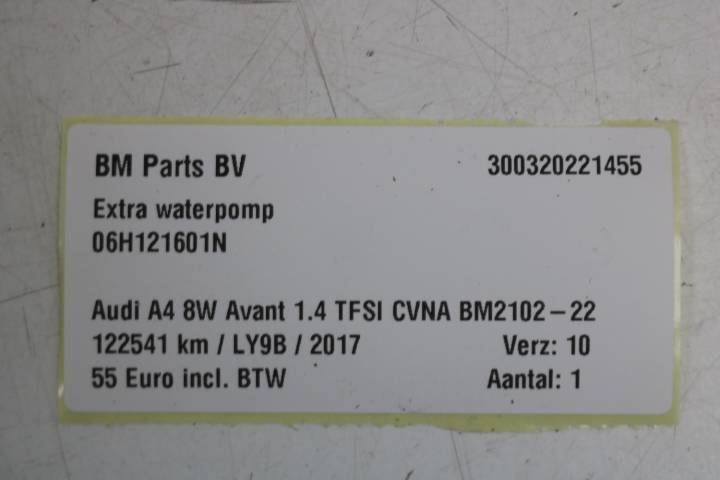 BM Parts BV 300320221455
Extra waterpomp
06H121601N
Audi A4 8W Avant 1.4 TFSI CVNA BM2102-22
122541 km / LY9B / 2017 Verz: 10
55 Euro incl. BTW Aantal: 1